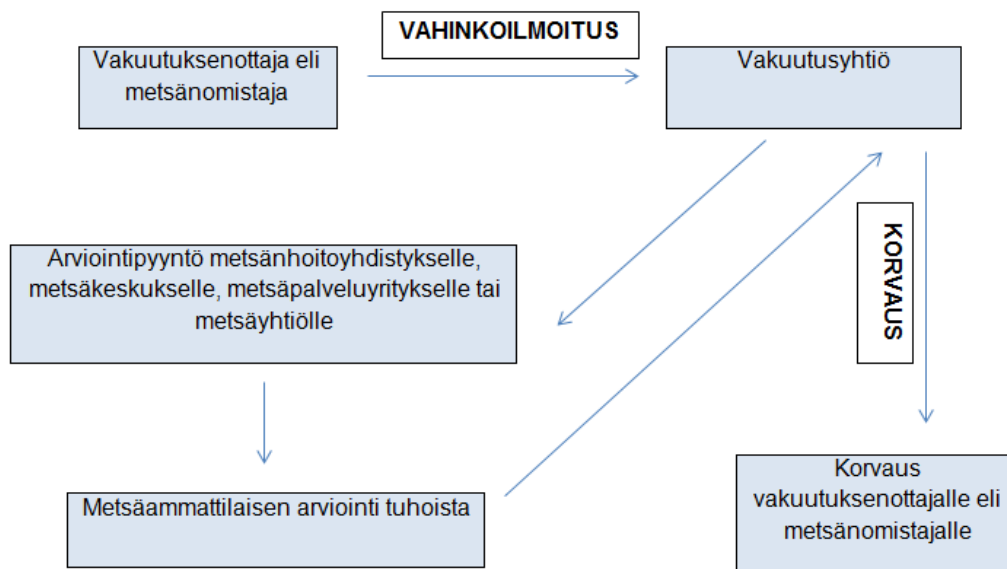 VAHINKOILMOITUS
Vakuutuksenottaja eli
metsänomistaja
Vakuutusyhtiö
Arviointipyyntö metsänhoitoyhdistykselle,
metsäkeskukselle, metsäpalveluyritykselle tai
metsäyhtiölle
KORVAUS
Metsäammattilaisen arviointi tuhoista
Korvaus
vakuutuksenottajalle eli
metsänomistajalle